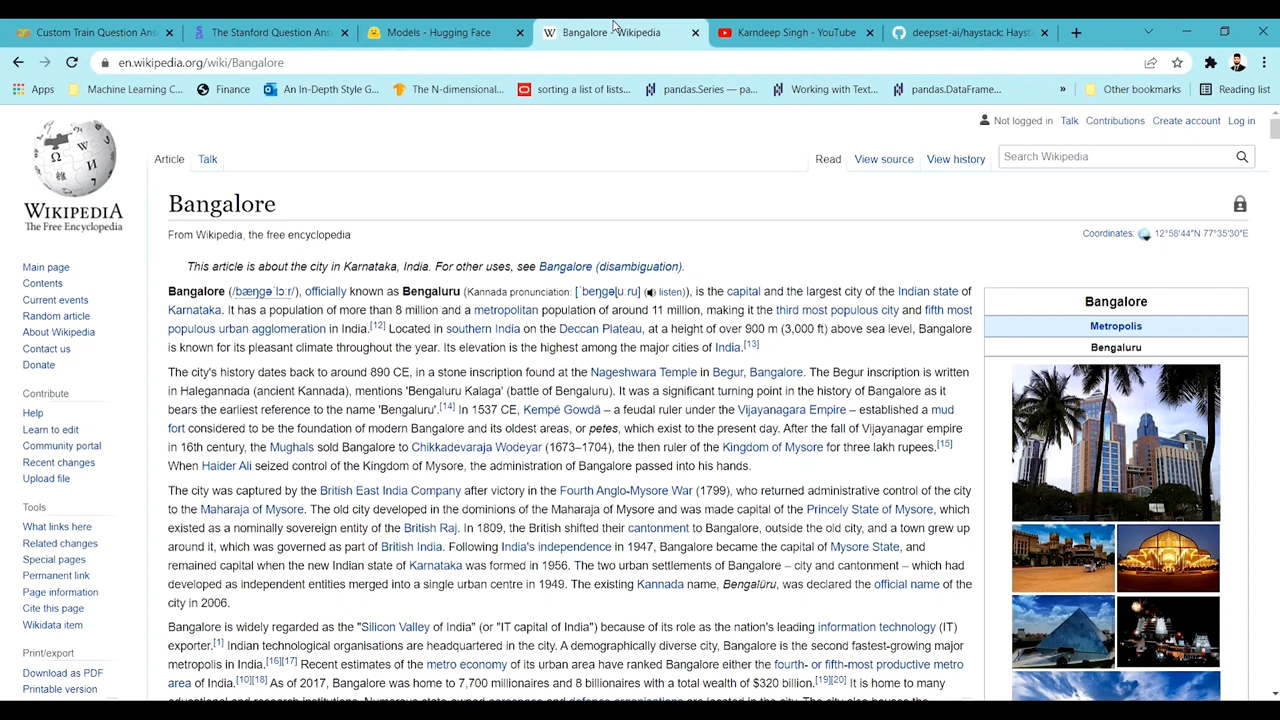 Custom Train Question Ans
The Stanford Question Ans
Models - Hugging Face
Bangalore - Wikipedia
Karndeep Singh - YouTube
deepset-ai/haystack: Hayst
en.wikipedia.org/wiki/Bangalore
Apps
Machine Learning C...
Finance
An In-Depth Style G...
The N-dimensional...
sorting a list of lists...
pandas.Series — pa...
Working with Text...
pandas.DataFrame...
»
Other bookmarks
Reading list
Not logged in Talk Contributions Create account Log in
Article Talk
Read View source View history
Search Wikipedia
WIKIPEDIA
The Free Encyclopedia
Main page
Contents
Current events
Random article
About Wikipedia
Contact us
Donate
Contribute
Help
Learn to edit
Community portal
Recent changes
Upload file
Tools
What links here
Related changes
Special pages
Permanent link
Page information
Cite this page
Wikidata item
Print/export
Download as PDF
Printable version
Bangalore
From Wikipedia, the free encyclopedia
Coordinates: 12°58′44″N 77°35′30″E
This article is about the city in Karnataka, India. For other uses, see Bangalore (disambiguation).
Bangalore (/bæŋɡəˈlɔːr/), officially known as Bengaluru (Kannada pronunciation: [ˈbeŋɡəɭuːɾu] (listen)), is the capital and the largest city of the Indian state of
Karnataka. It has a population of more than 8 million and a metropolitan population of around 11 million, making it the third most populous city and fifth most
populous urban agglomeration in India.[12] Located in southern India on the Deccan Plateau, at a height of over 900 m (3,000 ft) above sea level, Bangalore
is known for its pleasant climate throughout the year. Its elevation is the highest among the major cities of India.[13]
The city's history dates back to around 890 CE, in a stone inscription found at the Nageshwara Temple in Begur, Bangalore. The Begur inscription is written
in Halegannada (ancient Kannada), mentions 'Bengaluru Kalaga' (battle of Bengaluru). It was a significant turning point in the history of Bangalore as it
bears the earliest reference to the name 'Bengaluru'.[14] In 1537 CE, Kempé Gowdā – a feudal ruler under the Vijayanagara Empire – established a mud
fort considered to be the foundation of modern Bangalore and its oldest areas, or petes, which exist to the present day. After the fall of Vijayanagar empire
in 16th century, the Mughals sold Bangalore to Chikkadevaraja Wodeyar (1673–1704), the then ruler of the Kingdom of Mysore for three lakh rupees.[15]
When Haider Ali seized control of the Kingdom of Mysore, the administration of Bangalore passed into his hands.
The city was captured by the British East India Company after victory in the Fourth Anglo-Mysore War (1799), who returned administrative control of the city
to the Maharaja of Mysore. The old city developed in the dominions of the Maharaja of Mysore and was made capital of the Princely State of Mysore, which
existed as a nominally sovereign entity of the British Raj. In 1809, the British shifted their cantonment to Bangalore, outside the old city, and a town grew up
around it, which was governed as part of British India. Following India's independence in 1947, Bangalore became the capital of Mysore State, and
remained capital when the new Indian state of Karnataka was formed in 1956. The two urban settlements of Bangalore – city and cantonment – which had
developed as independent entities merged into a single urban centre in 1949. The existing Kannada name, Bengalūru, was declared the official name of the
city in 2006.
Bangalore is widely regarded as the "Silicon Valley of India" (or "IT capital of India") because of its role as the nation's leading information technology (IT)
exporter.[1] Indian technological organisations are headquartered in the city. A demographically diverse city, Bangalore is the second fastest-growing major
metropolis in India.[16][17] Recent estimates of the metro economy of its urban area have ranked Bangalore either the fourth- or fifth-most productive metro
area of India.[10][18] As of 2017, Bangalore was home to 7,700 millionaires and 8 billionaires with a total wealth of $320 billion.[19][20] It is home to many
Bangalore
Metropolis
Bengaluru